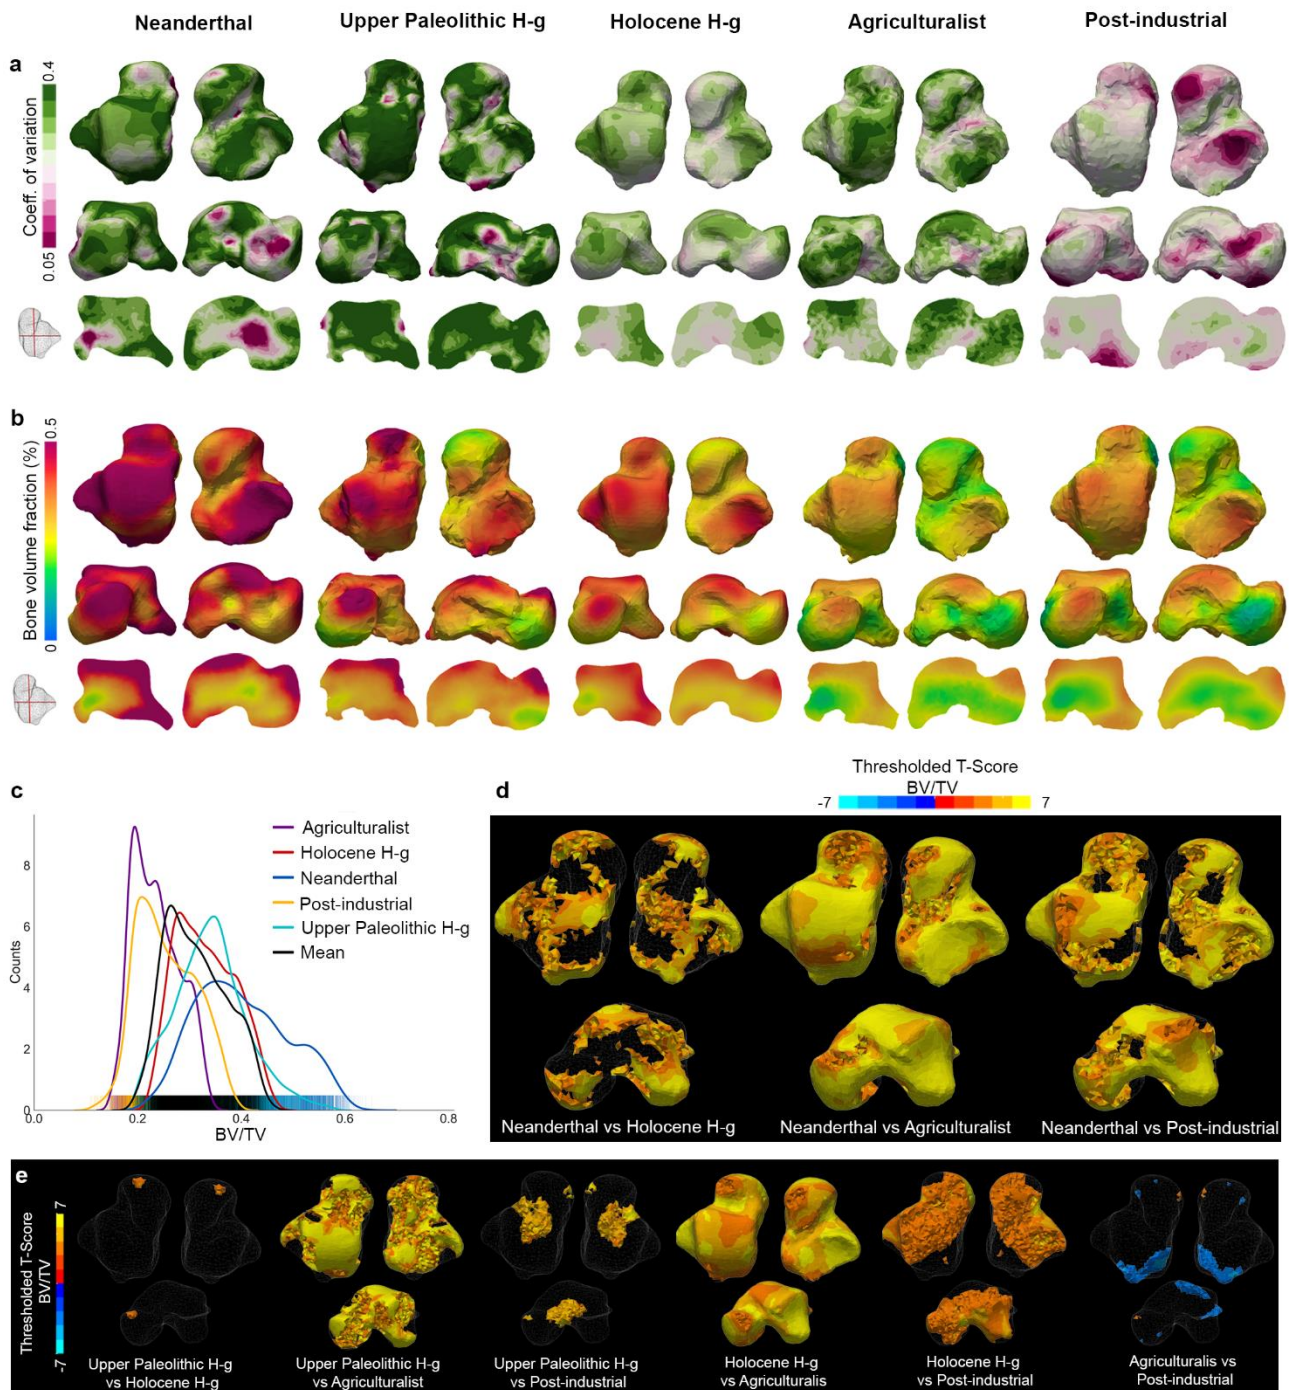 Neanderthal
Upper Paleolithic H-g
Holocene H-g
Agriculturalist
Post-industrial
a
0.4
Coeff. of variation
0.05
b
0.5
Bone volume fraction (%)
0
c
Agriculturalist
Holocene H-g
Neanderthal
Post-industrial
Upper Paleolithic H-g
Mean
Counts
8
6
4
2
0
0.0
0.2
0.4
0.6
0.8
BV/TV
d
Thresholded T-Score
BV/TV
-7
7
Neanderthal vs Holocene H-g
Neanderthal vs Agriculturalist
Neanderthal vs Post-industrial
e
7
Thresholded T-Score
BV/TV
-7
Upper Paleolithic H-g
vs Holocene H-g
Upper Paleolithic H-g
vs Agriculturalist
Upper Paleolithic H-g
vs Post-industrial
Holocene H-g
vs Agriculturalis
Holocene H-g
vs Post-industrial
Agriculturalis vs
Post-industrial